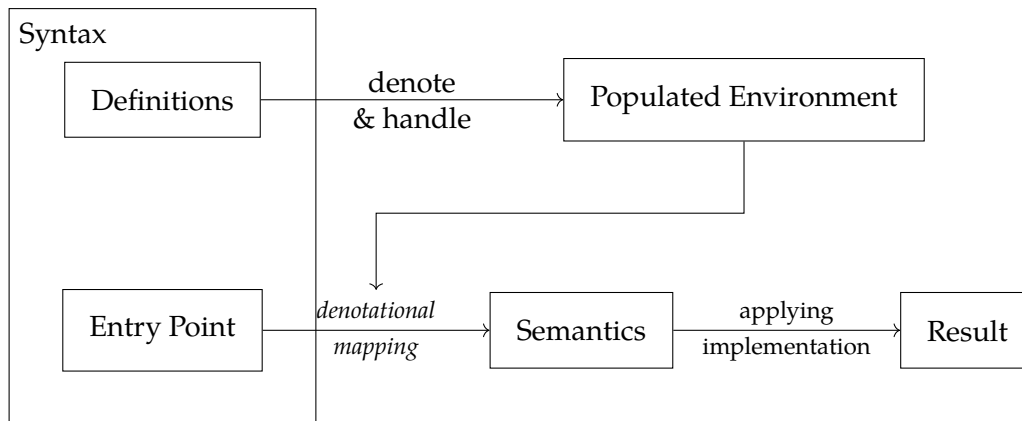 Syntax
Definitions
denote
& handle
Populated Environment
Entry Point
denotational
mapping
Semantics
applying
implementation
Result